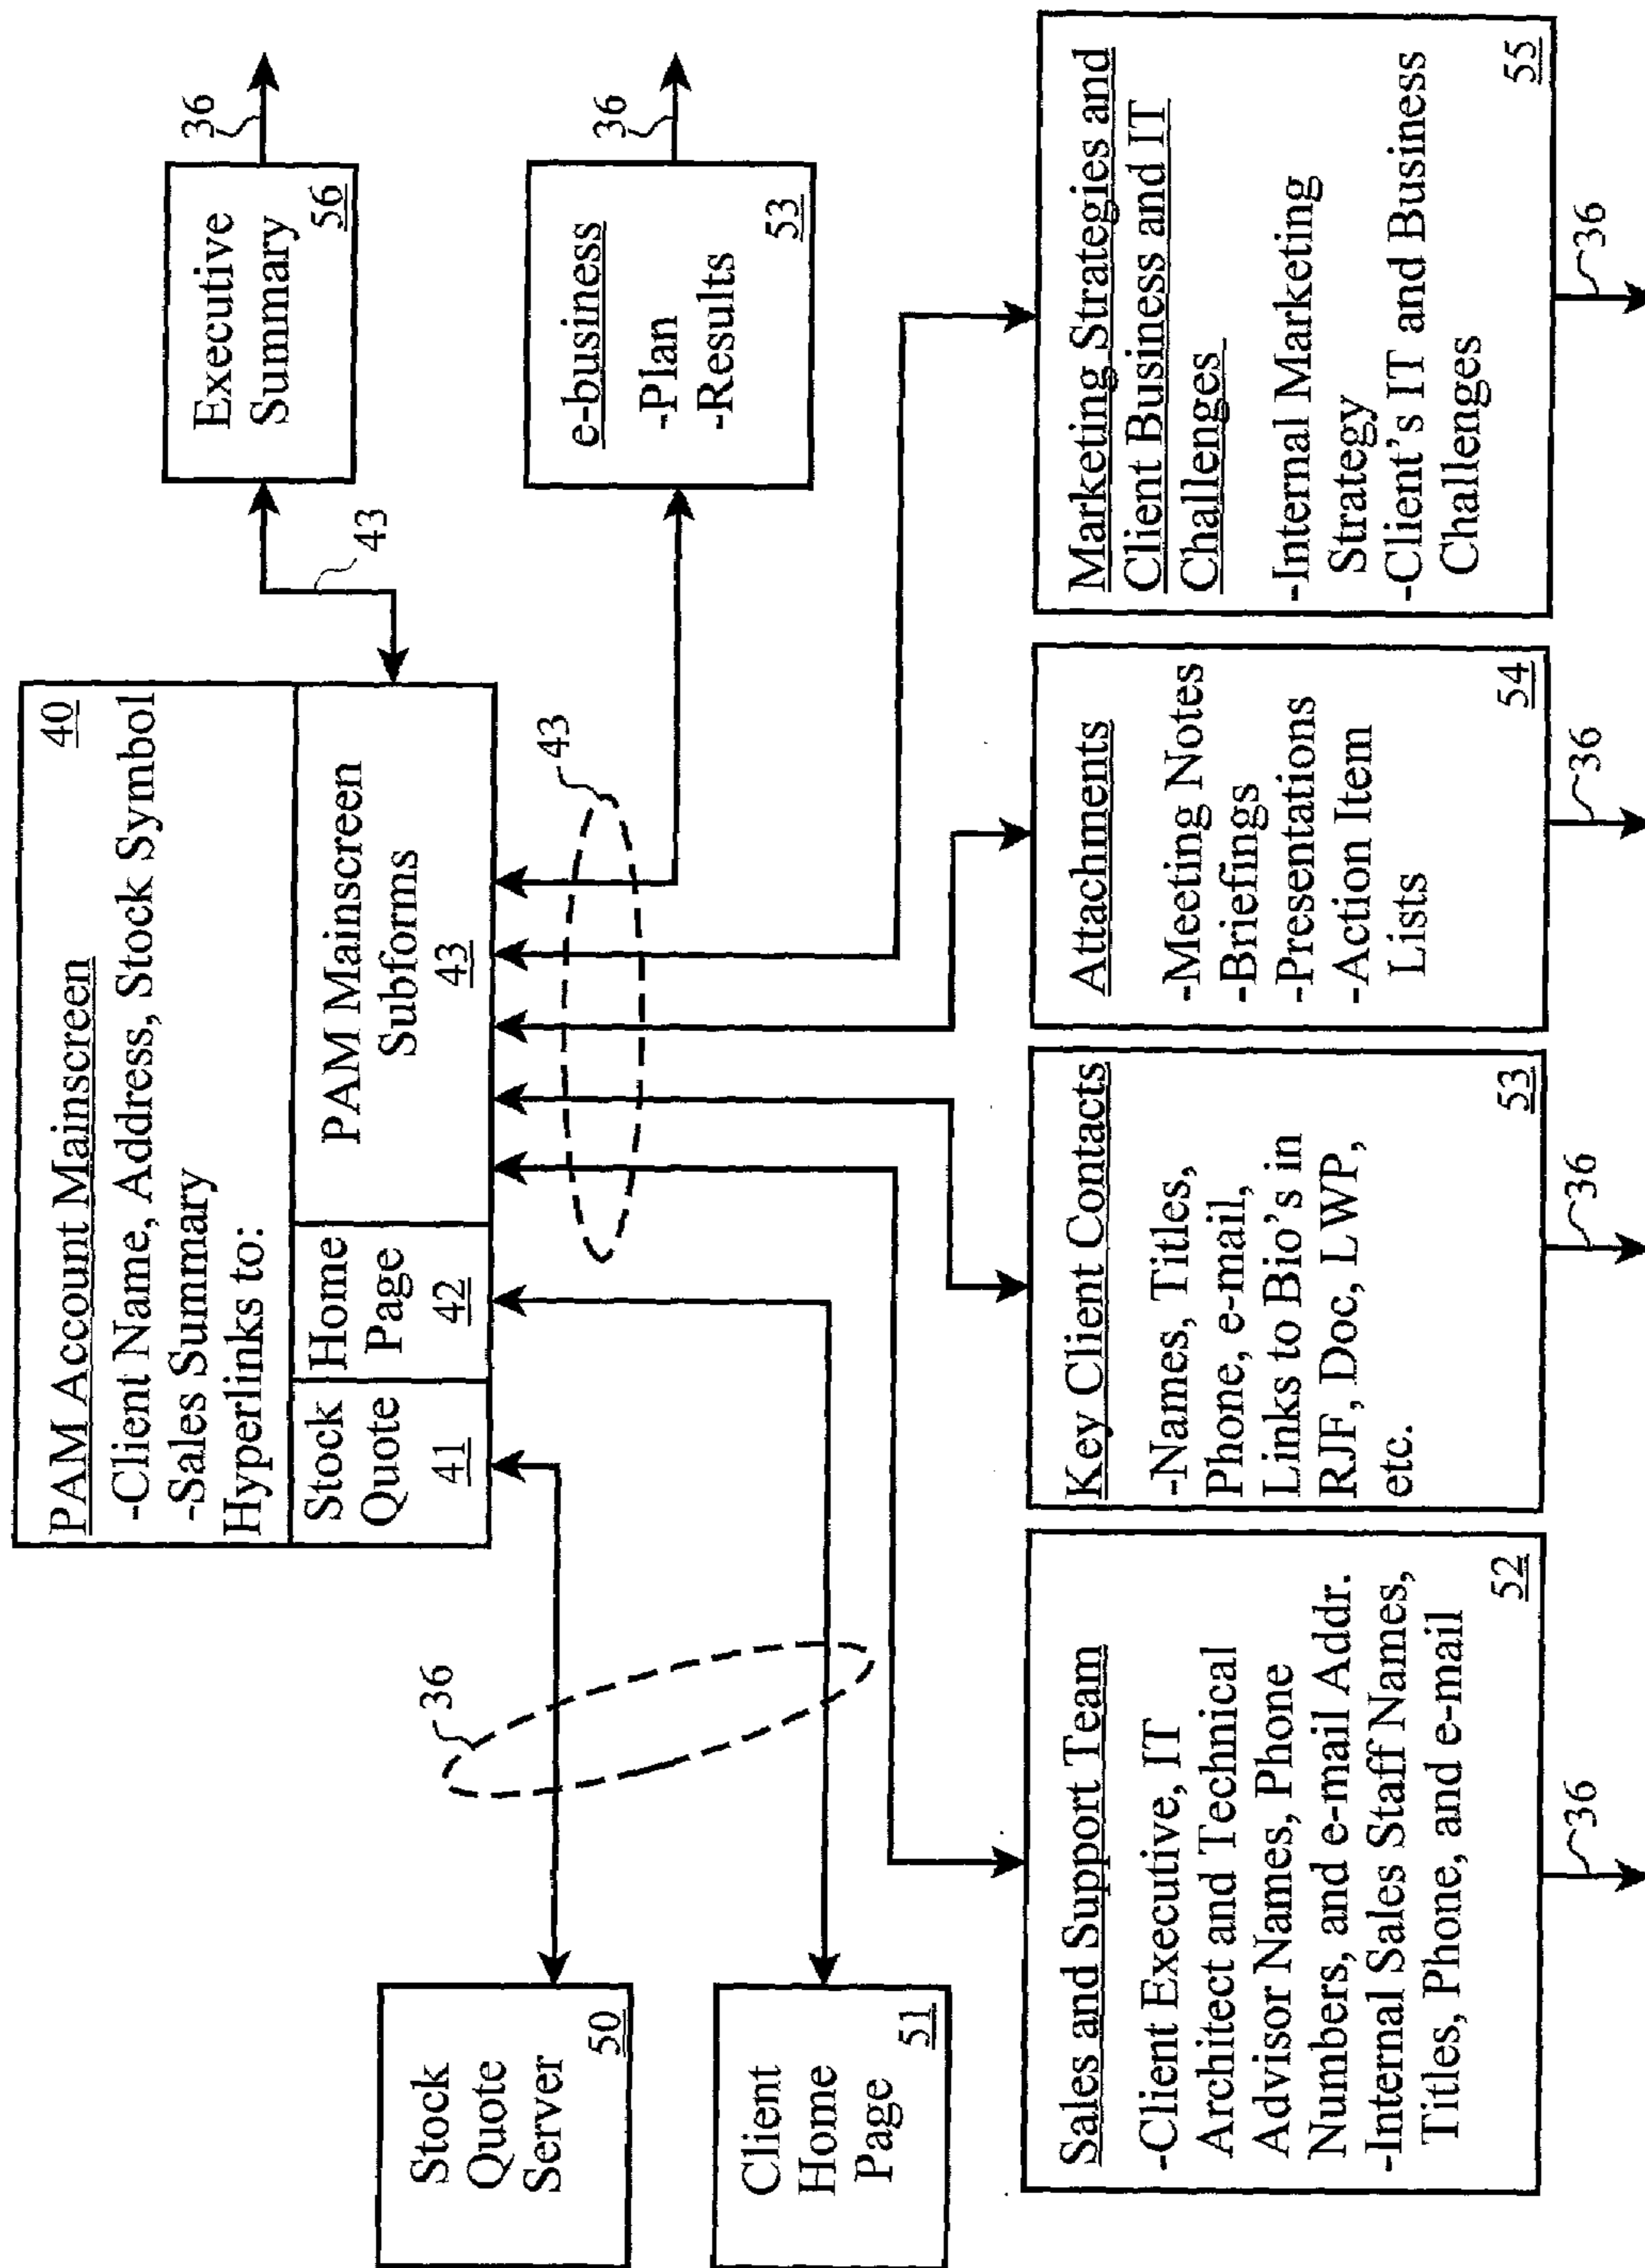 PAM Account Mainscreen
40
-Client Name, Address, Stock Symbol
-Sales Summary
Hyperlinks to:
Stock
Quote
41
Home
Page
42
PAM Mainscreen
Subforms
43
43
Executive
Summary
56
36
e-business
-Plan
-Results
53
36
43
36
Stock
Quote
Server
50
Client
Home
Page
51
Sales and Support Team
-Client Executive, IT
Architect and Technical
Advisor Names, Phone
Numbers, and e-mail Addr.
-Internal Sales Staff Names,
Titles, Phone, and e-mail
52
36
Key Client Contacts
-Names, Titles,
Phone, e-mail,
Links to Bio's in
RJF, Doc, LWP,
etc.
53
36
Attachments
-Meeting Notes
-Briefings
-Presentations
-Action Item
Lists
54
36
Marketing Strategies and
Client Business and IT
Challenges
-Internal Marketing
Strategy
-Client's IT and Business
Challenges
55
36